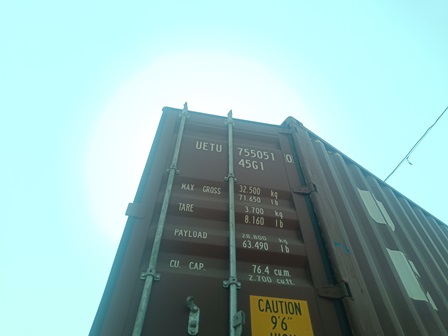 UETU 755051 0
45G1
MAX GROSS 32.500 kg
71.650 lb
TARE 3.700 kg
8.160 lb
PAYLOAD 28.800 kg
63.490 lb
CU. CAP. 76.4 cu.m.
2.700 cu.ft.
CAUTION
9'6"